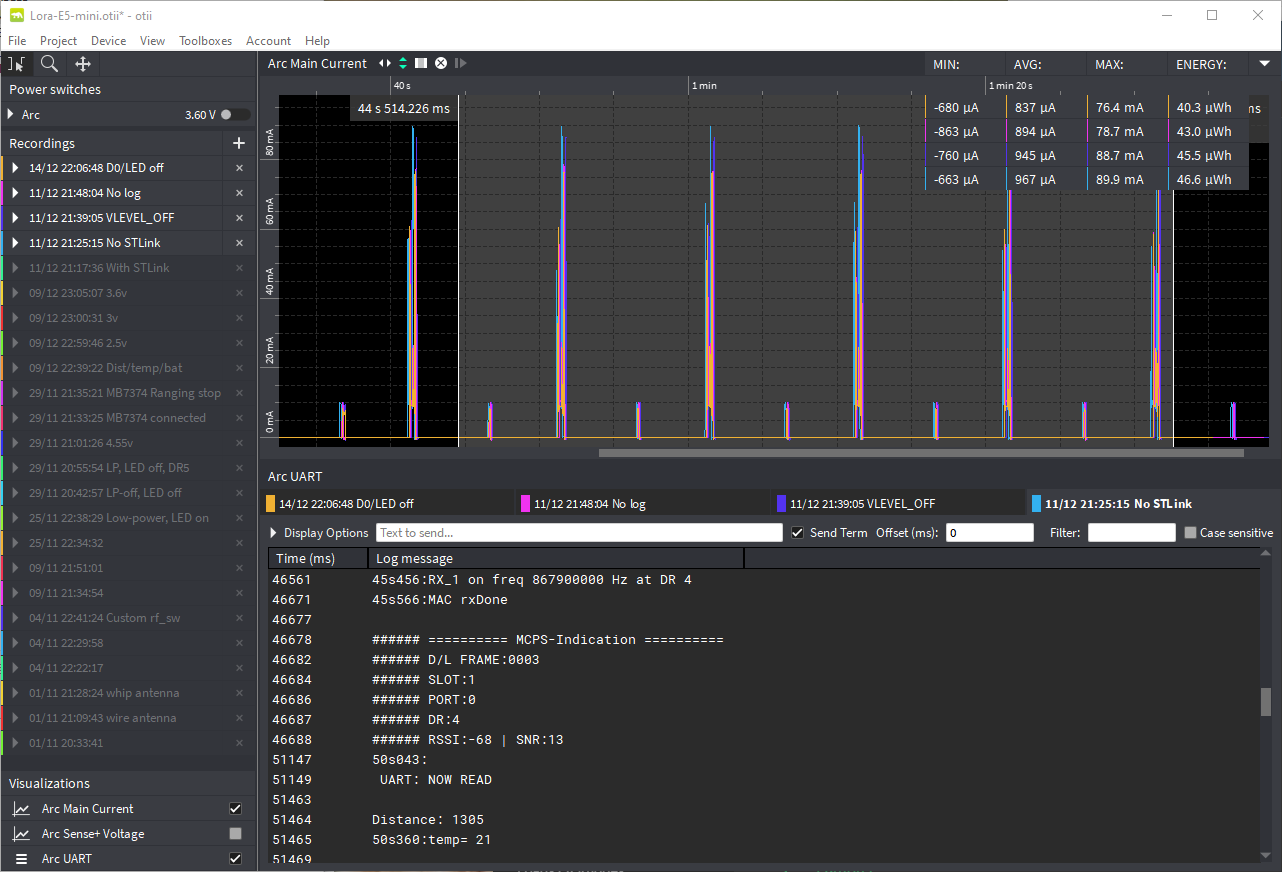 Lora-E5-mini.otii* - otii
File Project Device View Toolboxes Account Help
Arc Main Current
MIN: AVG: MAX: ENERGY:
Power switches
Arc 3.60 V
40 s 1 min 1 min 20 s
44 s 514.226 ms
-680 µA 837 µA 76.4 mA 40.3 µWh
ms
-863 µA 894 µA 78.7 mA 43.0 µWh
-760 µA 945 µA 88.7 mA 45.5 µWh
-663 µA 967 µA 89.9 mA 46.6 µWh
80 mA
60 mA
40 mA
20 mA
0 mA
Recordings
14/12 22:06:48 D0/LED off
11/12 21:48:04 No log
11/12 21:39:05 VLEVEL_OFF
11/12 21:25:15 No STLink
11/12 21:17:36 With STLink
09/12 23:05:07 3.6v
09/12 23:00:31 3v
09/12 22:59:46 2.5v
09/12 22:39:22 Dist/temp/bat
29/11 21:35:21 MB7374 Ranging stop
29/11 21:33:25 MB7374 connected
29/11 21:01:26 4.55v
29/11 20:55:54 LP, LED off, DR5
29/11 20:42:57 LP-off, LED off
25/11 22:38:29 Low-power, LED on
25/11 22:34:32
09/11 21:51:01
09/11 21:34:54
04/11 22:41:24 Custom rf_sw
04/11 22:29:58
04/11 22:22:17
01/11 21:28:24 whip antenna
01/11 21:09:43 wire antenna
01/11 20:33:41
Visualizations
Arc Main Current
Arc Sense+ Voltage
Arc UART
Arc UART
14/12 22:06:48 D0/LED off 11/12 21:48:04 No log 11/12 21:39:05 VLEVEL_OFF 11/12 21:25:15 No STLink
Display Options Text to send... Send Term Offset (ms): 0 Filter: Case sensitive
Time (ms) Log message
46561 45s456:RX_1 on freq 867900000 Hz at DR 4
46671 45s566:MAC rxDone
46677
46678 ###### ========== MCPS-Indication ==========
46682 ###### D/L FRAME:0003
46684 ###### SLOT:1
46686 ###### PORT:0
46687 ###### DR:4
46688 ###### RSSI:-68 | SNR:13
51147 50s043:
51149 UART: NOW READ
51463
51464 Distance: 1305
51465 50s360:temp= 21
51469